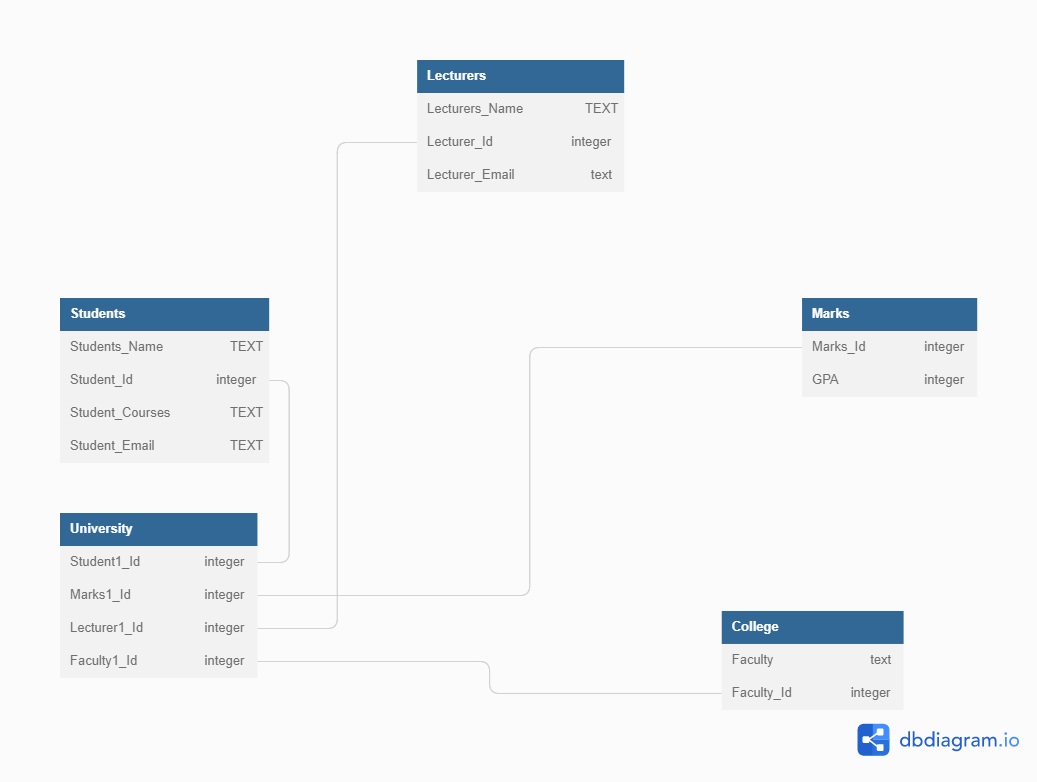 Lecturers
Lecturers_Name TEXT
Lecturer_Id integer
Lecturer_Email text
Students
Students_Name TEXT
Student_Id integer
Student_Courses TEXT
Student_Email TEXT
Marks
Marks_Id integer
GPA integer
University
Student1_Id integer
Marks1_Id integer
Lecturer1_Id integer
Faculty1_Id integer
College
Faculty text
Faculty_Id integer
dbdiagram.io